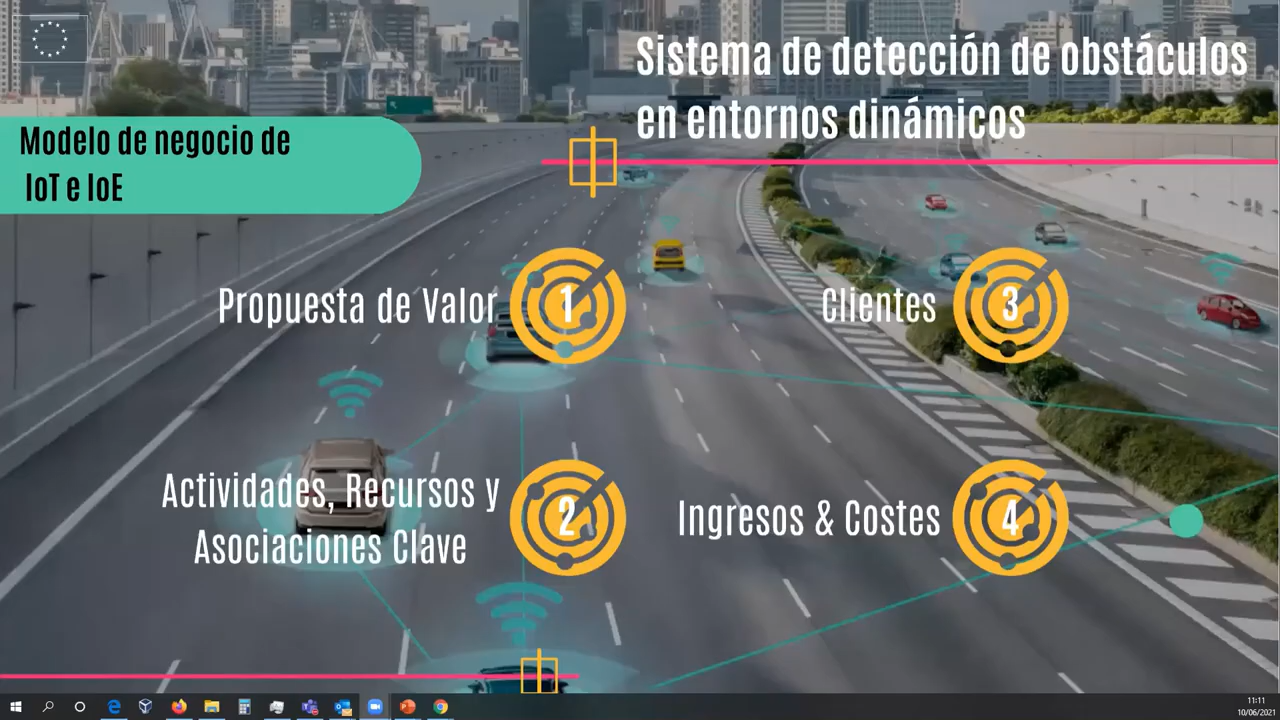 Sistema de detección de obstáculos
en entornos dinámicos
Modelo de negocio de
IoT e IoE
Propuesta de Valor
1
Clientes
3
Actividades, Recursos y
Asociaciones Clave
2
Ingresos & Costes
4
11:11
10/06/2021